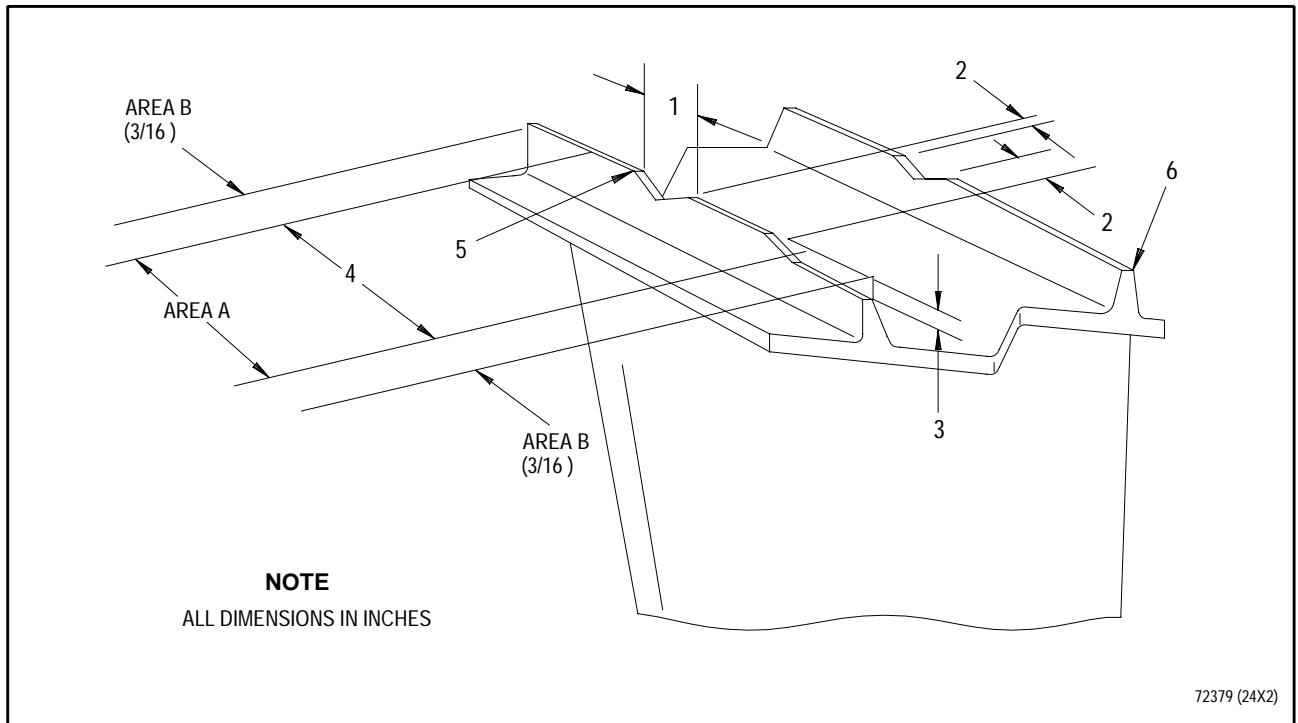 2
AREA B
(3/16 )
1
6
2
5
4
AREA A
3
AREA B
(3/16 )
NOTE
ALL DIMENSIONS IN INCHES
72379 (24X2)